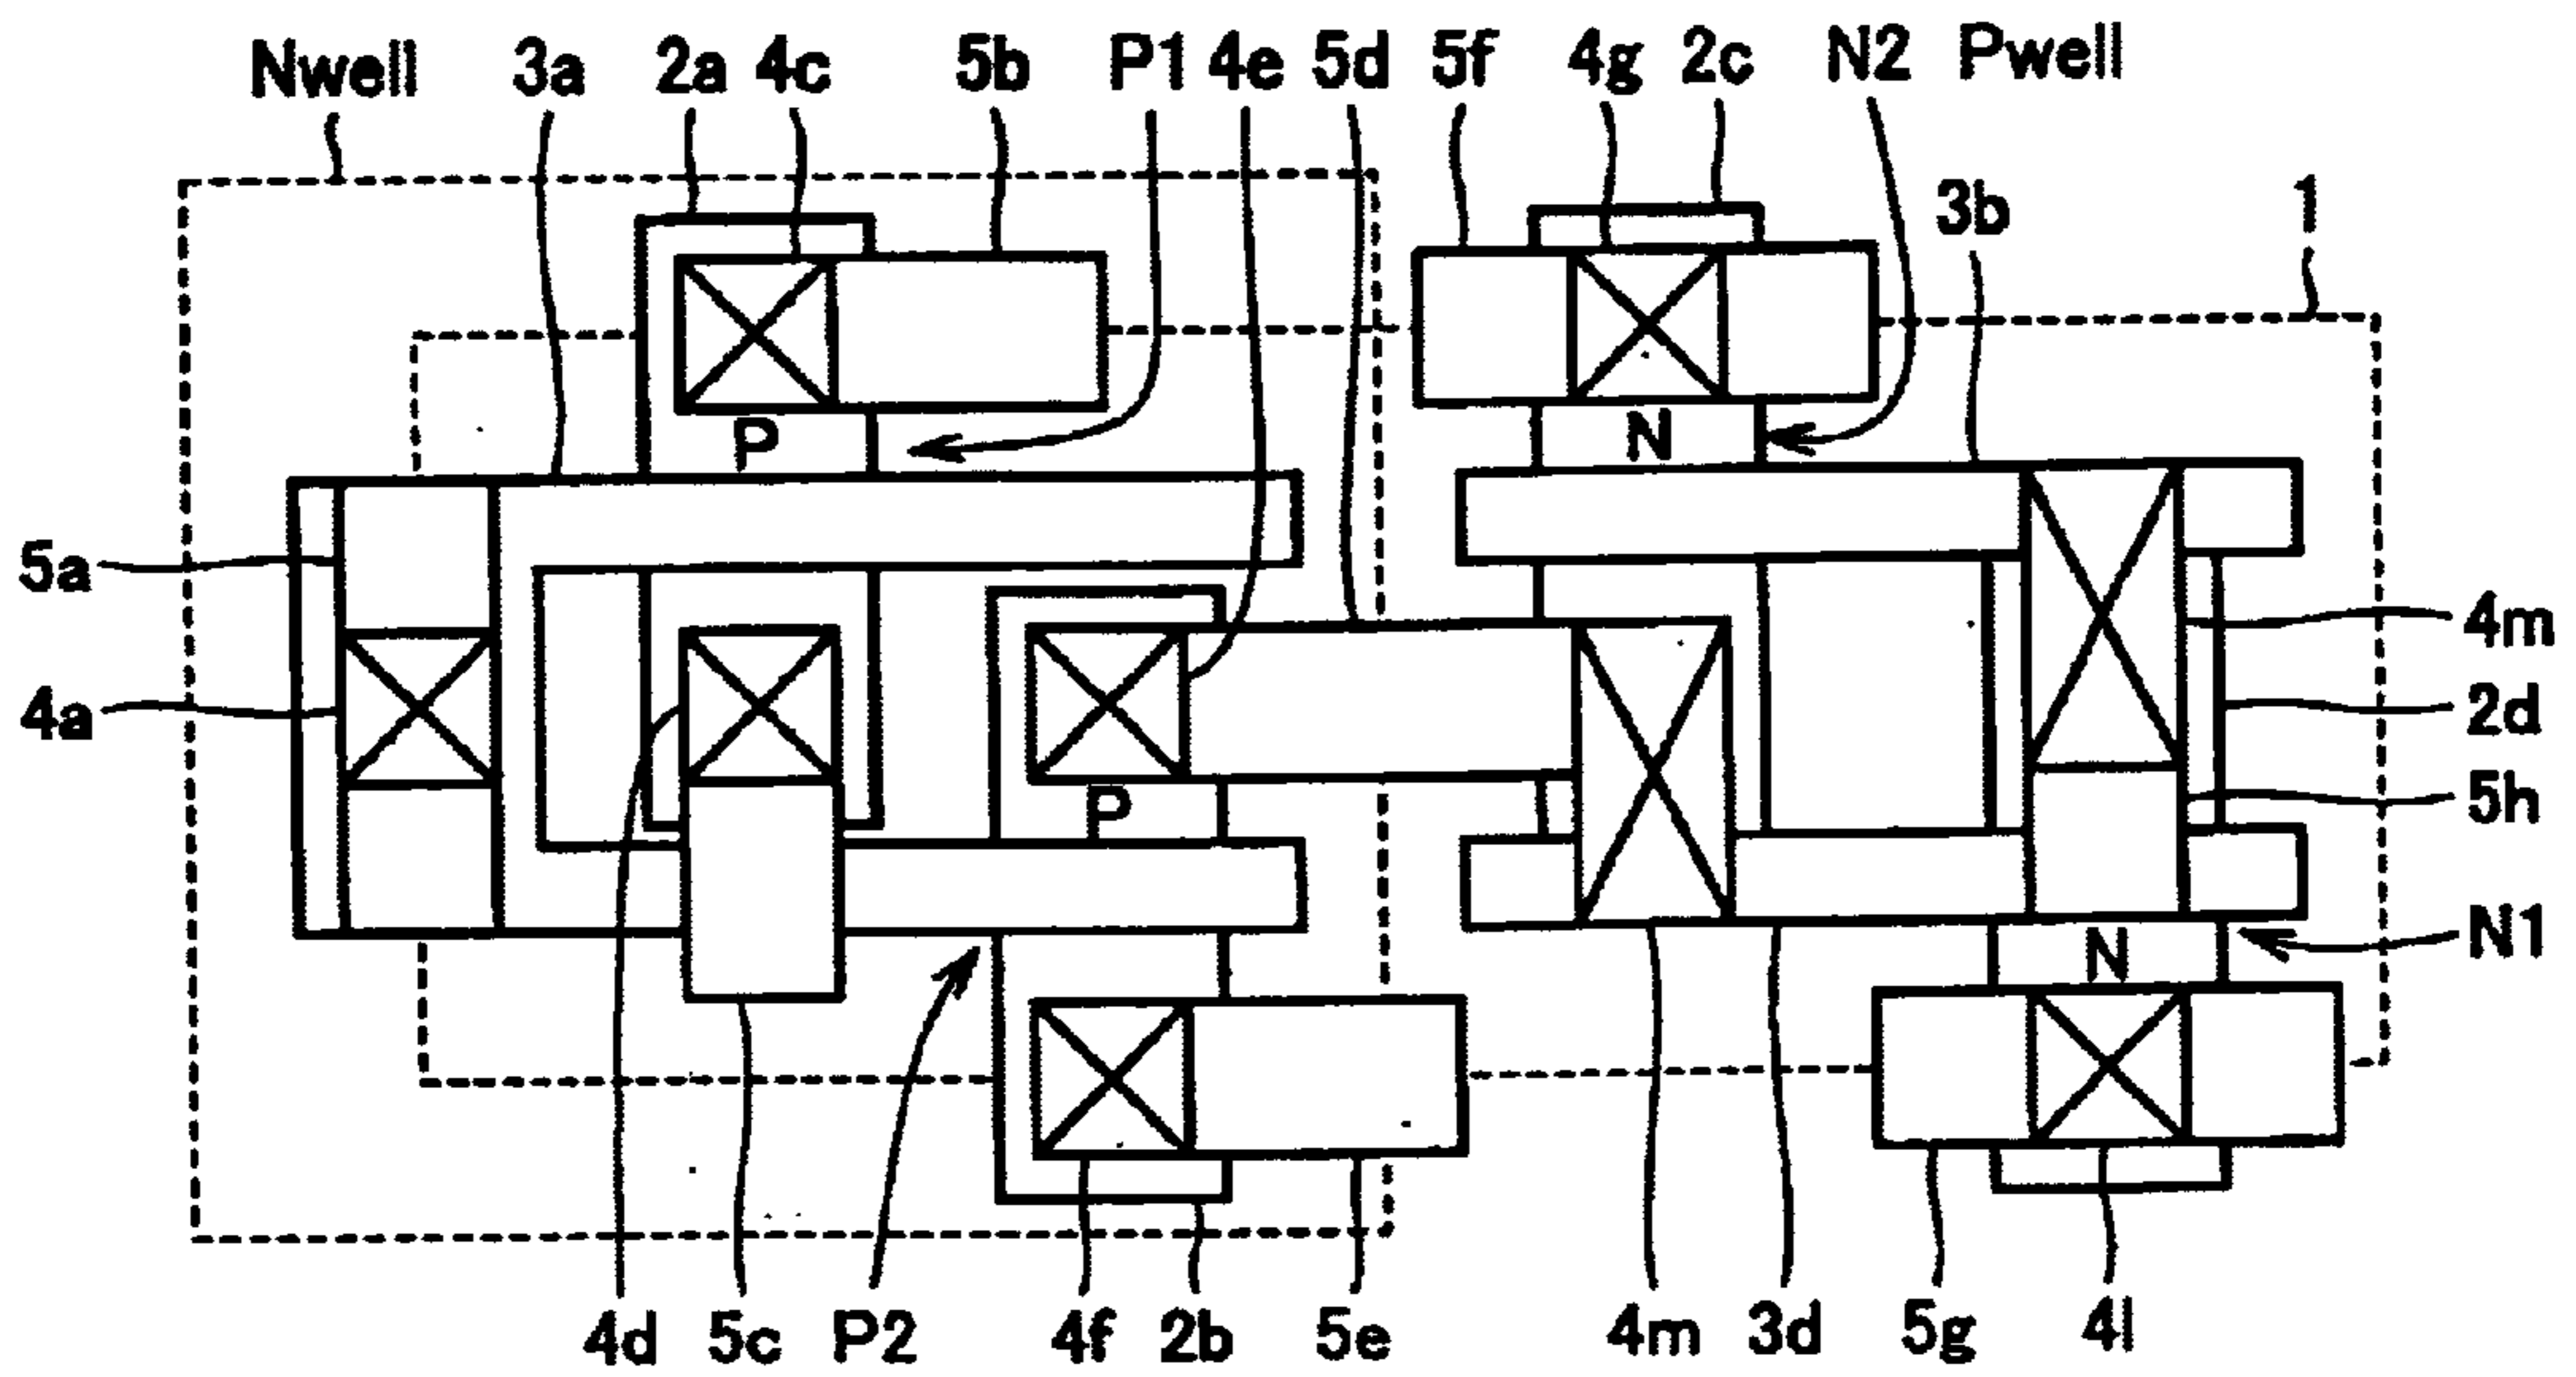 Nwell 3a 2a 4c 5b P1 4e 5d 5f 4g 2c N2 Pwell
3b 1
P N
5a
4m
4a 2d
P 5h
N N1
4d 5c P2 4f 2b 5e 4m 3d 5g 4l